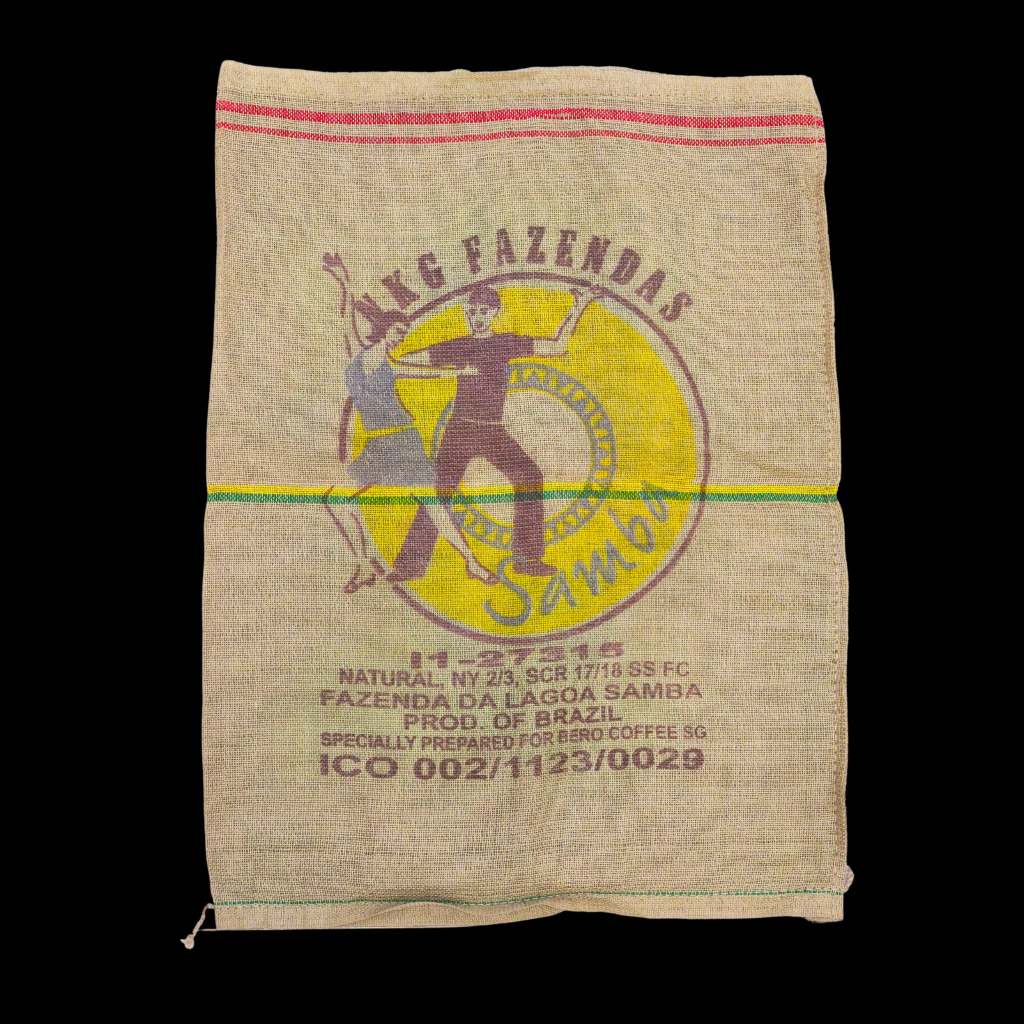 NKG FAZENDAS
Samba
11-27315
NATURAL, NY 2/3, SCR 17/18 SS FC
FAZENDA DA LAGOA SAMBA
PROD. OF BRAZIL
SPECIALLY PREPARED FOR BERO COFFEE SG
ICO 002/1123/0029